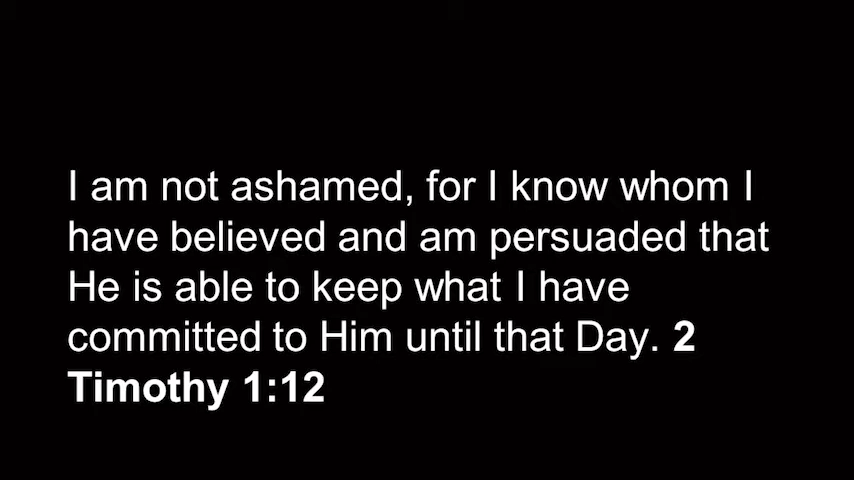 I am not ashamed, for I know whom I
have believed and am persuaded that
He is able to keep what I have
committed to Him until that Day. 2
Timothy 1:12